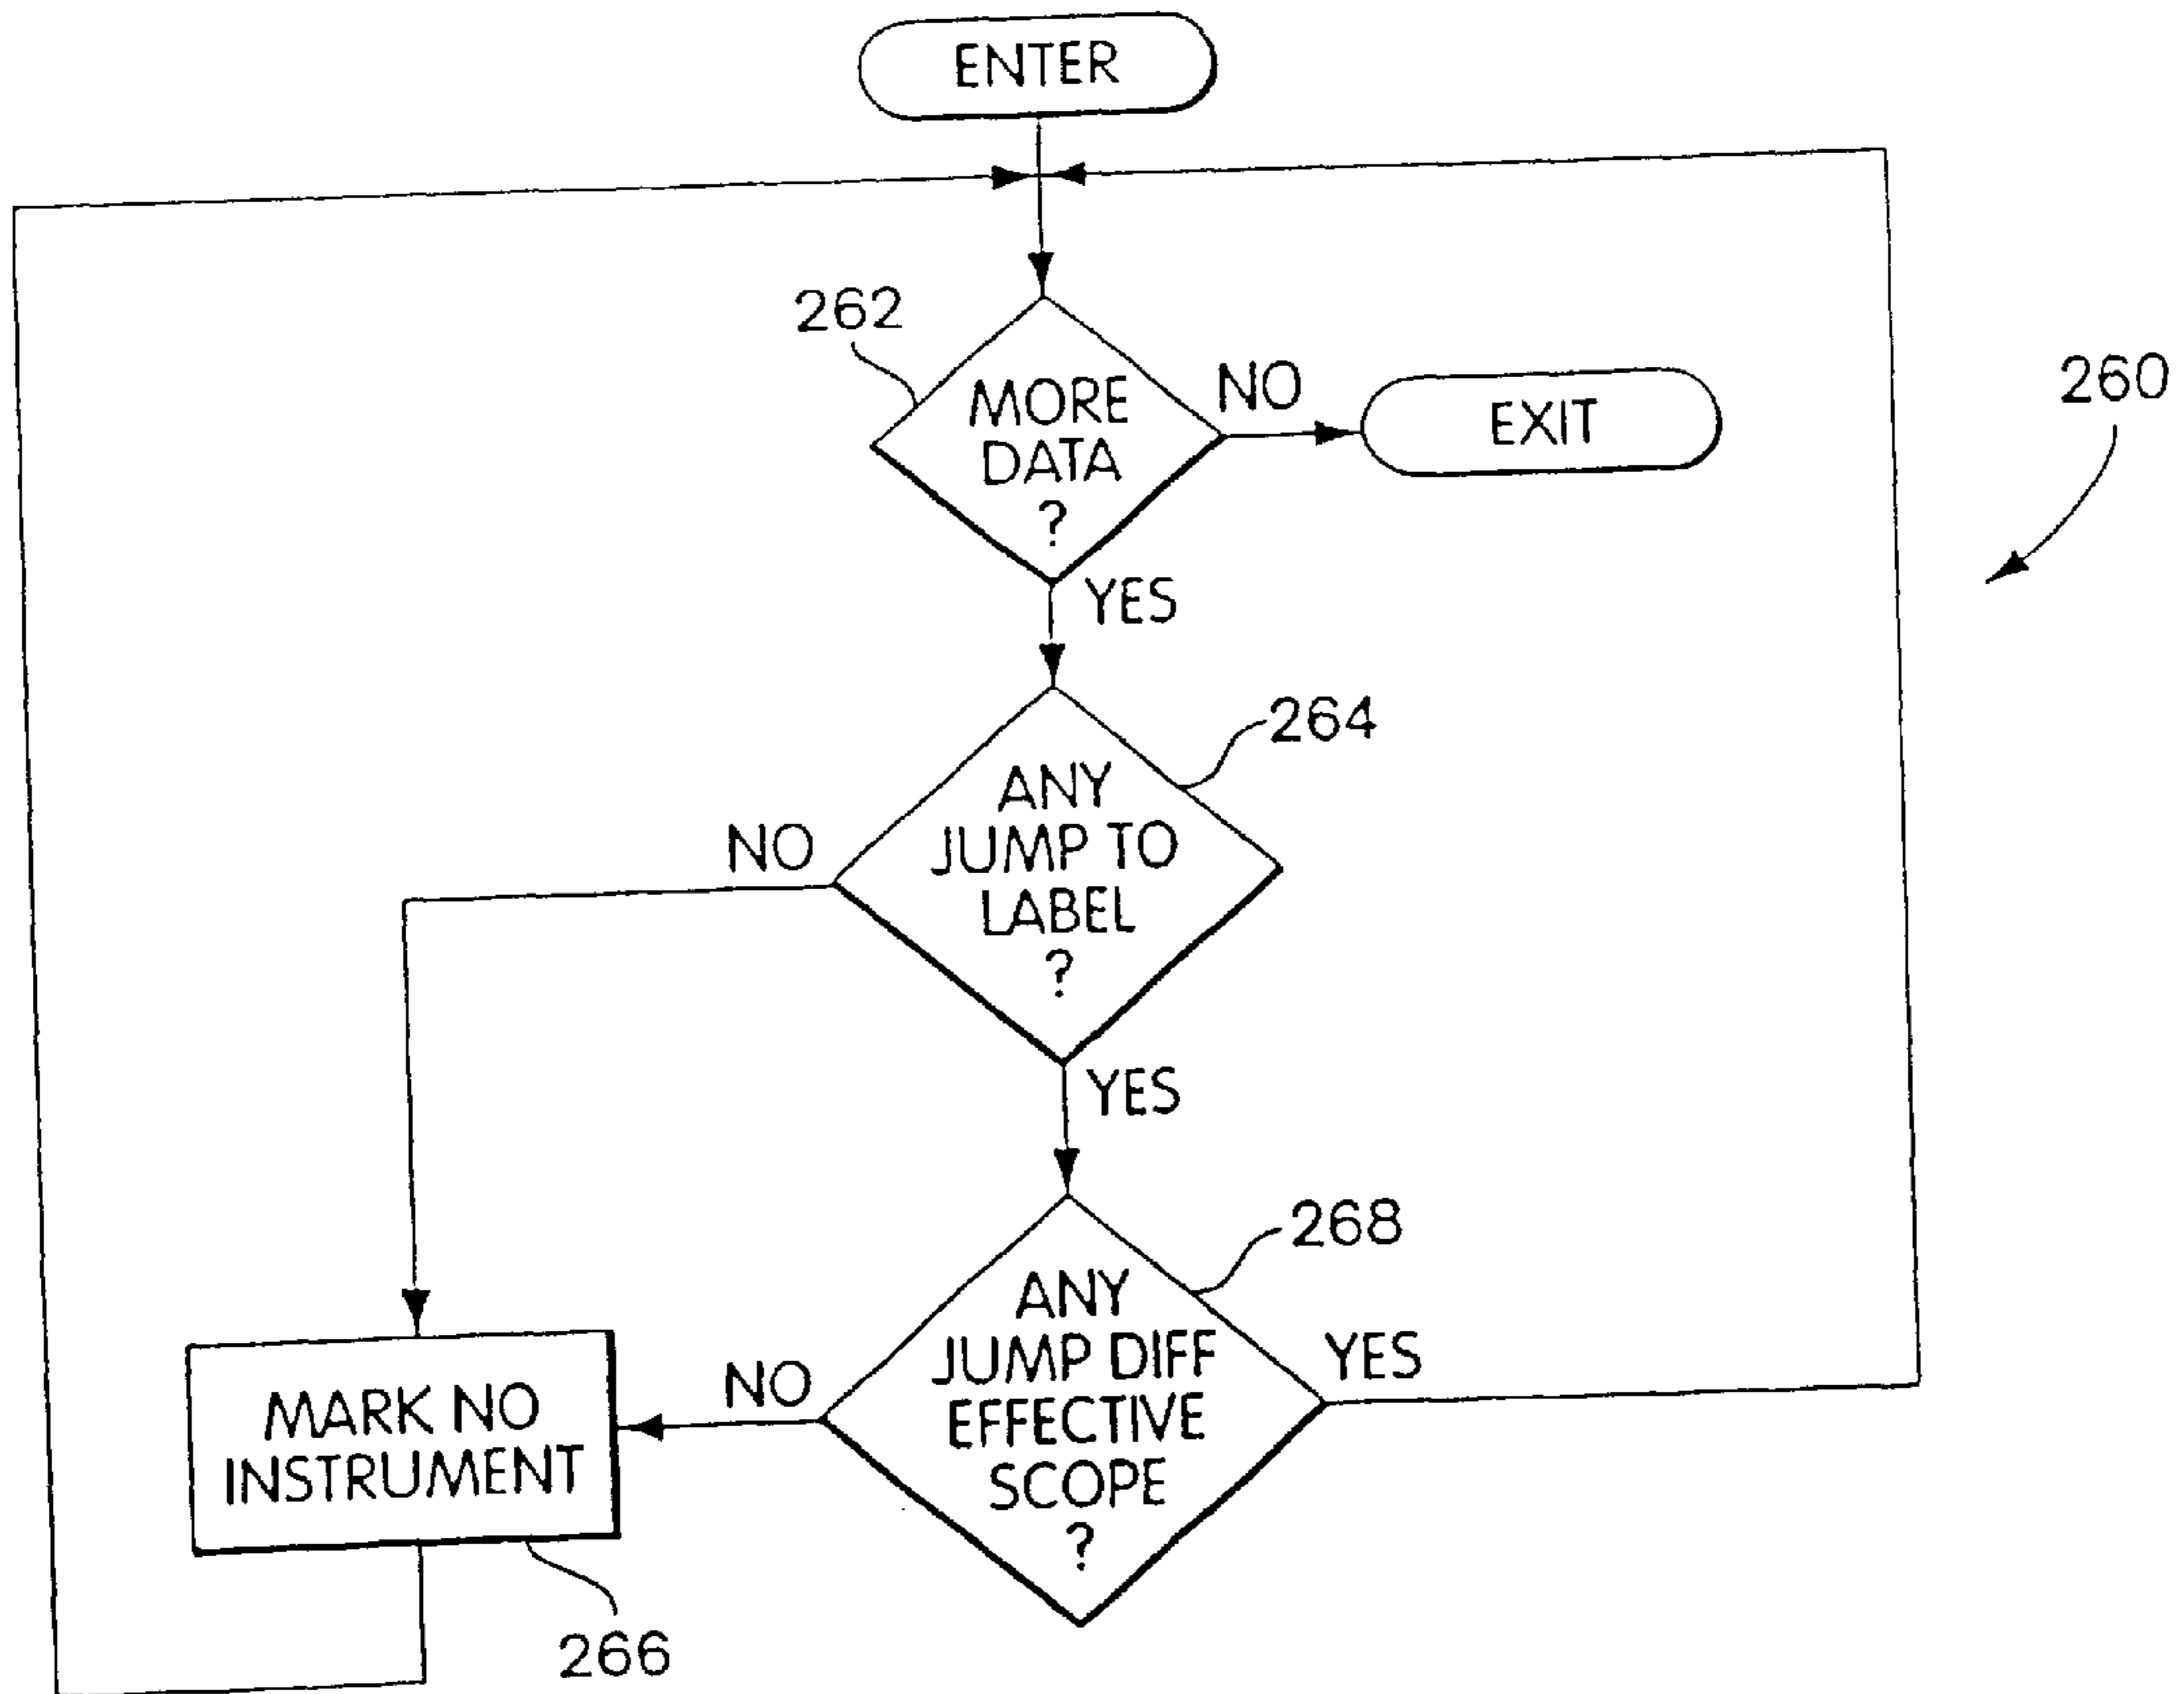 ENTER
262
MORE
DATA
?
NO
EXIT
260
YES
264
ANY
JUMP TO
LABEL
?
NO
YES
268
ANY
JUMP DIFF
EFFECTIVE
SCOPE
?
YES
NO
MARK NO
INSTRUMENT
266